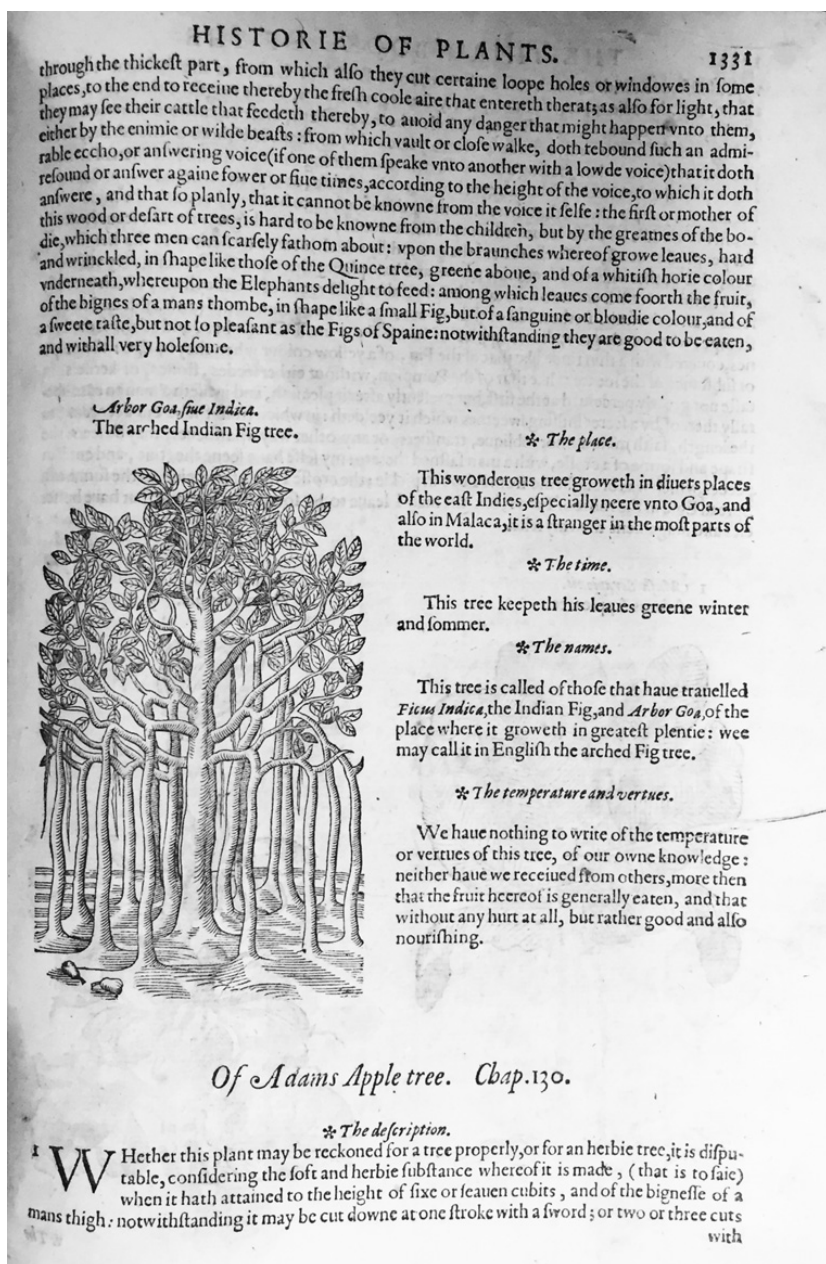 HISTORIE OF PLANTS. 1331
through the thickeſt part, from which alſo they cut certaine loope holes or windowes in ſome
places, to the end to receiue thereby the freſh coole aire that entereth therat; as alſo for light, that
they may ſee their cattle that feedeth thereby, to auoid any danger that might happen vnto them,
either by the enimie or wilde beaſts: from which vault or cloſe walke, doth rebound ſuch an admi-
rable eccho, or anſwering voice (if one of them ſpeake vnto another with a lowde voice) that it doth
reſound or anſwer againe fower or fiue times, according to the height of the voice, to which it doth
anſwere, and that ſo planly, that it cannot be knowne from the voice it ſelfe: the firſt or mother of
this wood or deſart of trees, is hard to be knowne from the children, but by the greatnes of the bo-
die, which three men can ſcarſely fathom about: vpon the braunches whereof growe leaues, hard
and wrinckled, in ſhape like thoſe of the Quince tree, greene aboue, and of a whitiſh horie colour
vnderneath, whereupon the Elephants delight to feed: among which leaues come foorth the fruit,
of the bignes of a mans thombe, in ſhape like a ſmall Fig, but of a ſanguine or bloudie colour, and of
a ſweete taſte, but not ſo pleaſant as the Figs of Spaine: notwithſtanding they are good to be eaten,
and withall very holeſome.
Arbor Goa, ſiue Indica.
The arched Indian Fig tree.
✻ The place.
This wonderous tree groweth in diuers places
of the eaſt Indies, eſpecially neere vnto Goa, and
alſo in Malaca, it is a ſtranger in the moſt parts of
the world.
✻ The time.
This tree keepeth his leaues greene winter
and ſommer.
✻ The names.
This tree is called of thoſe that haue trauelled
Ficus Indica, the Indian Fig, and Arbor Goa, of the
place where it groweth in greateſt plentie: wee
may call it in Engliſh the arched Fig tree.
✻ The temperature and vertues.
We haue nothing to write of the temperature
or vertues of this tree, of our owne knowledge:
neither haue we receiued from others, more then
that the fruit heereof is generally eaten, and that
without any hurt at all, but rather good and alſo
nouriſhing.
Of Adams Apple tree. Chap. 130.
✻ The deſcription.
1 WHether this plant may be reckoned for a tree properly, or for an herbie tree, it is diſpu-
table, conſidering the ſoft and herbie ſubſtance whereof it is made, (that is to ſaie)
when it hath attained to the height of ſixe or ſeauen cubits, and of the bigneſſe of a
mans thigh: notwithſtanding it may be cut downe at one ſtroke with a ſword; or two or three cuts
with